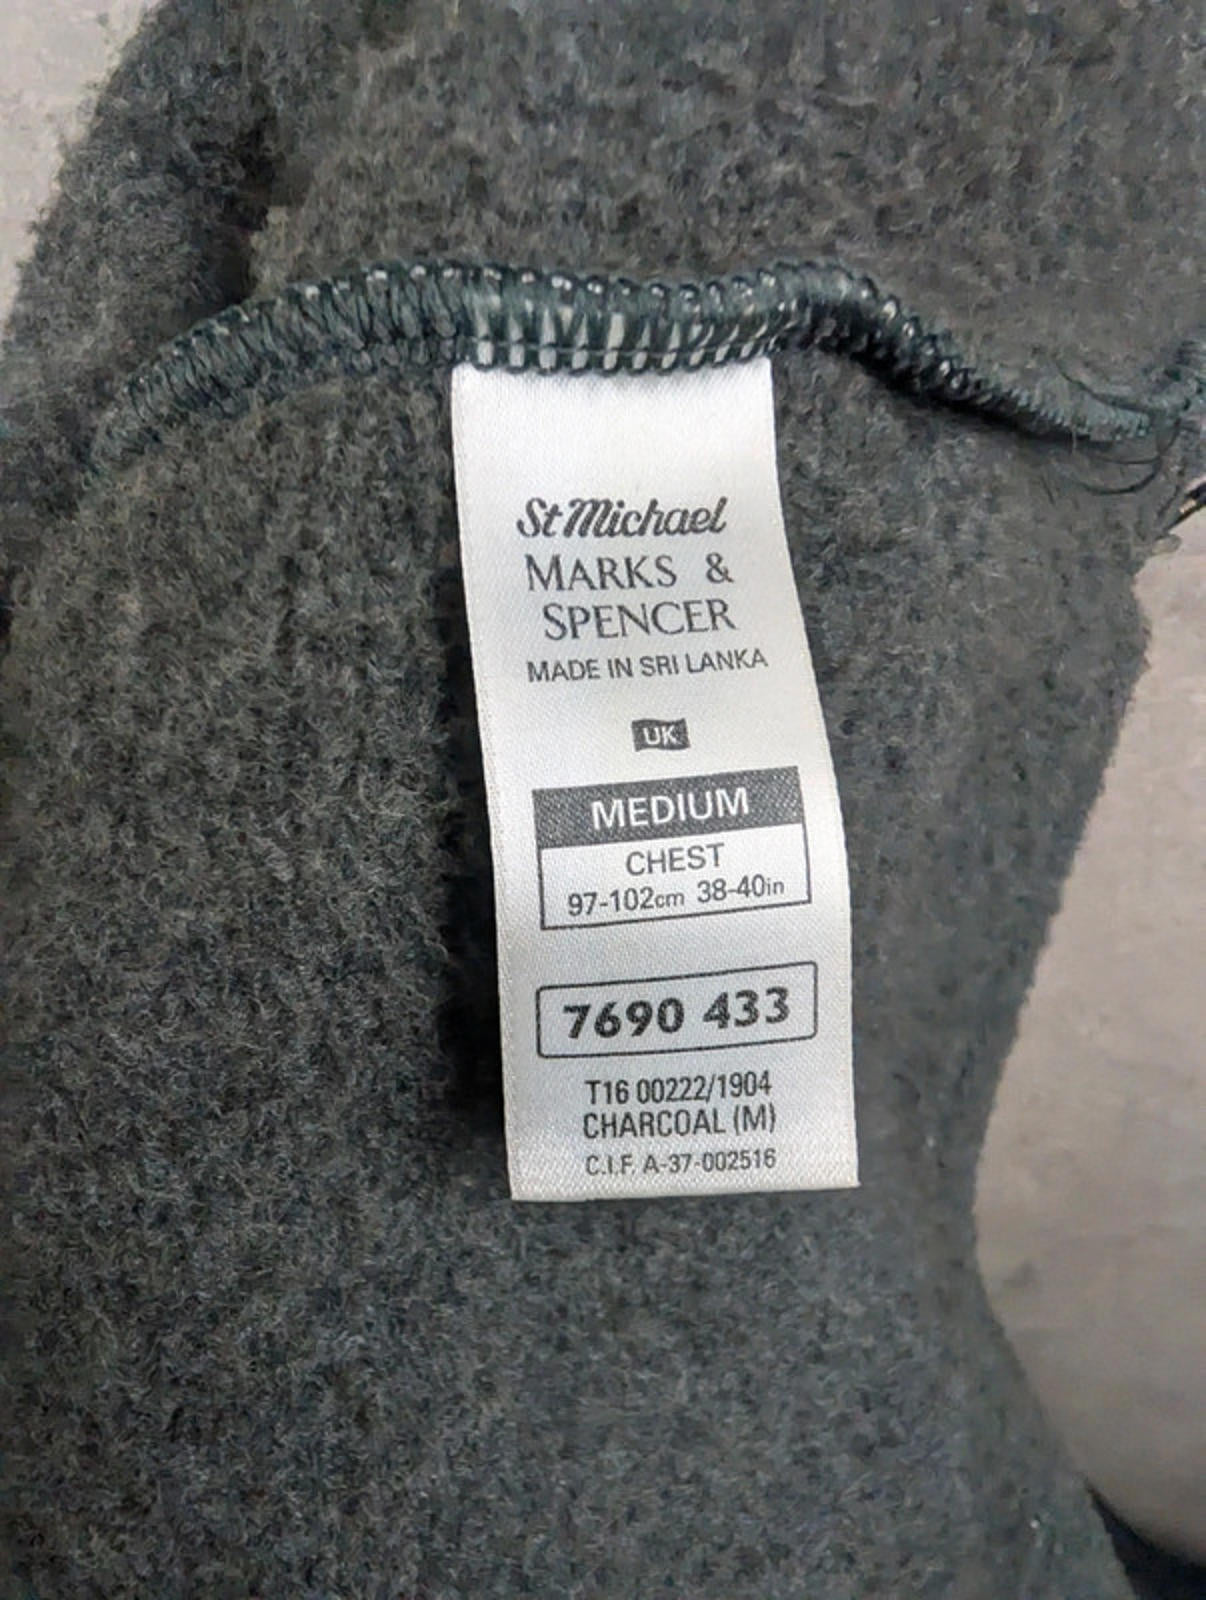 St Michael
MARKS &
SPENCER
MADE IN SRI LANKA
UK
MEDIUM
CHEST
97-102cm 38-40in
7690 433
T16 00222/1904
CHARCOAL (M)
C.I.F. A-37-002516